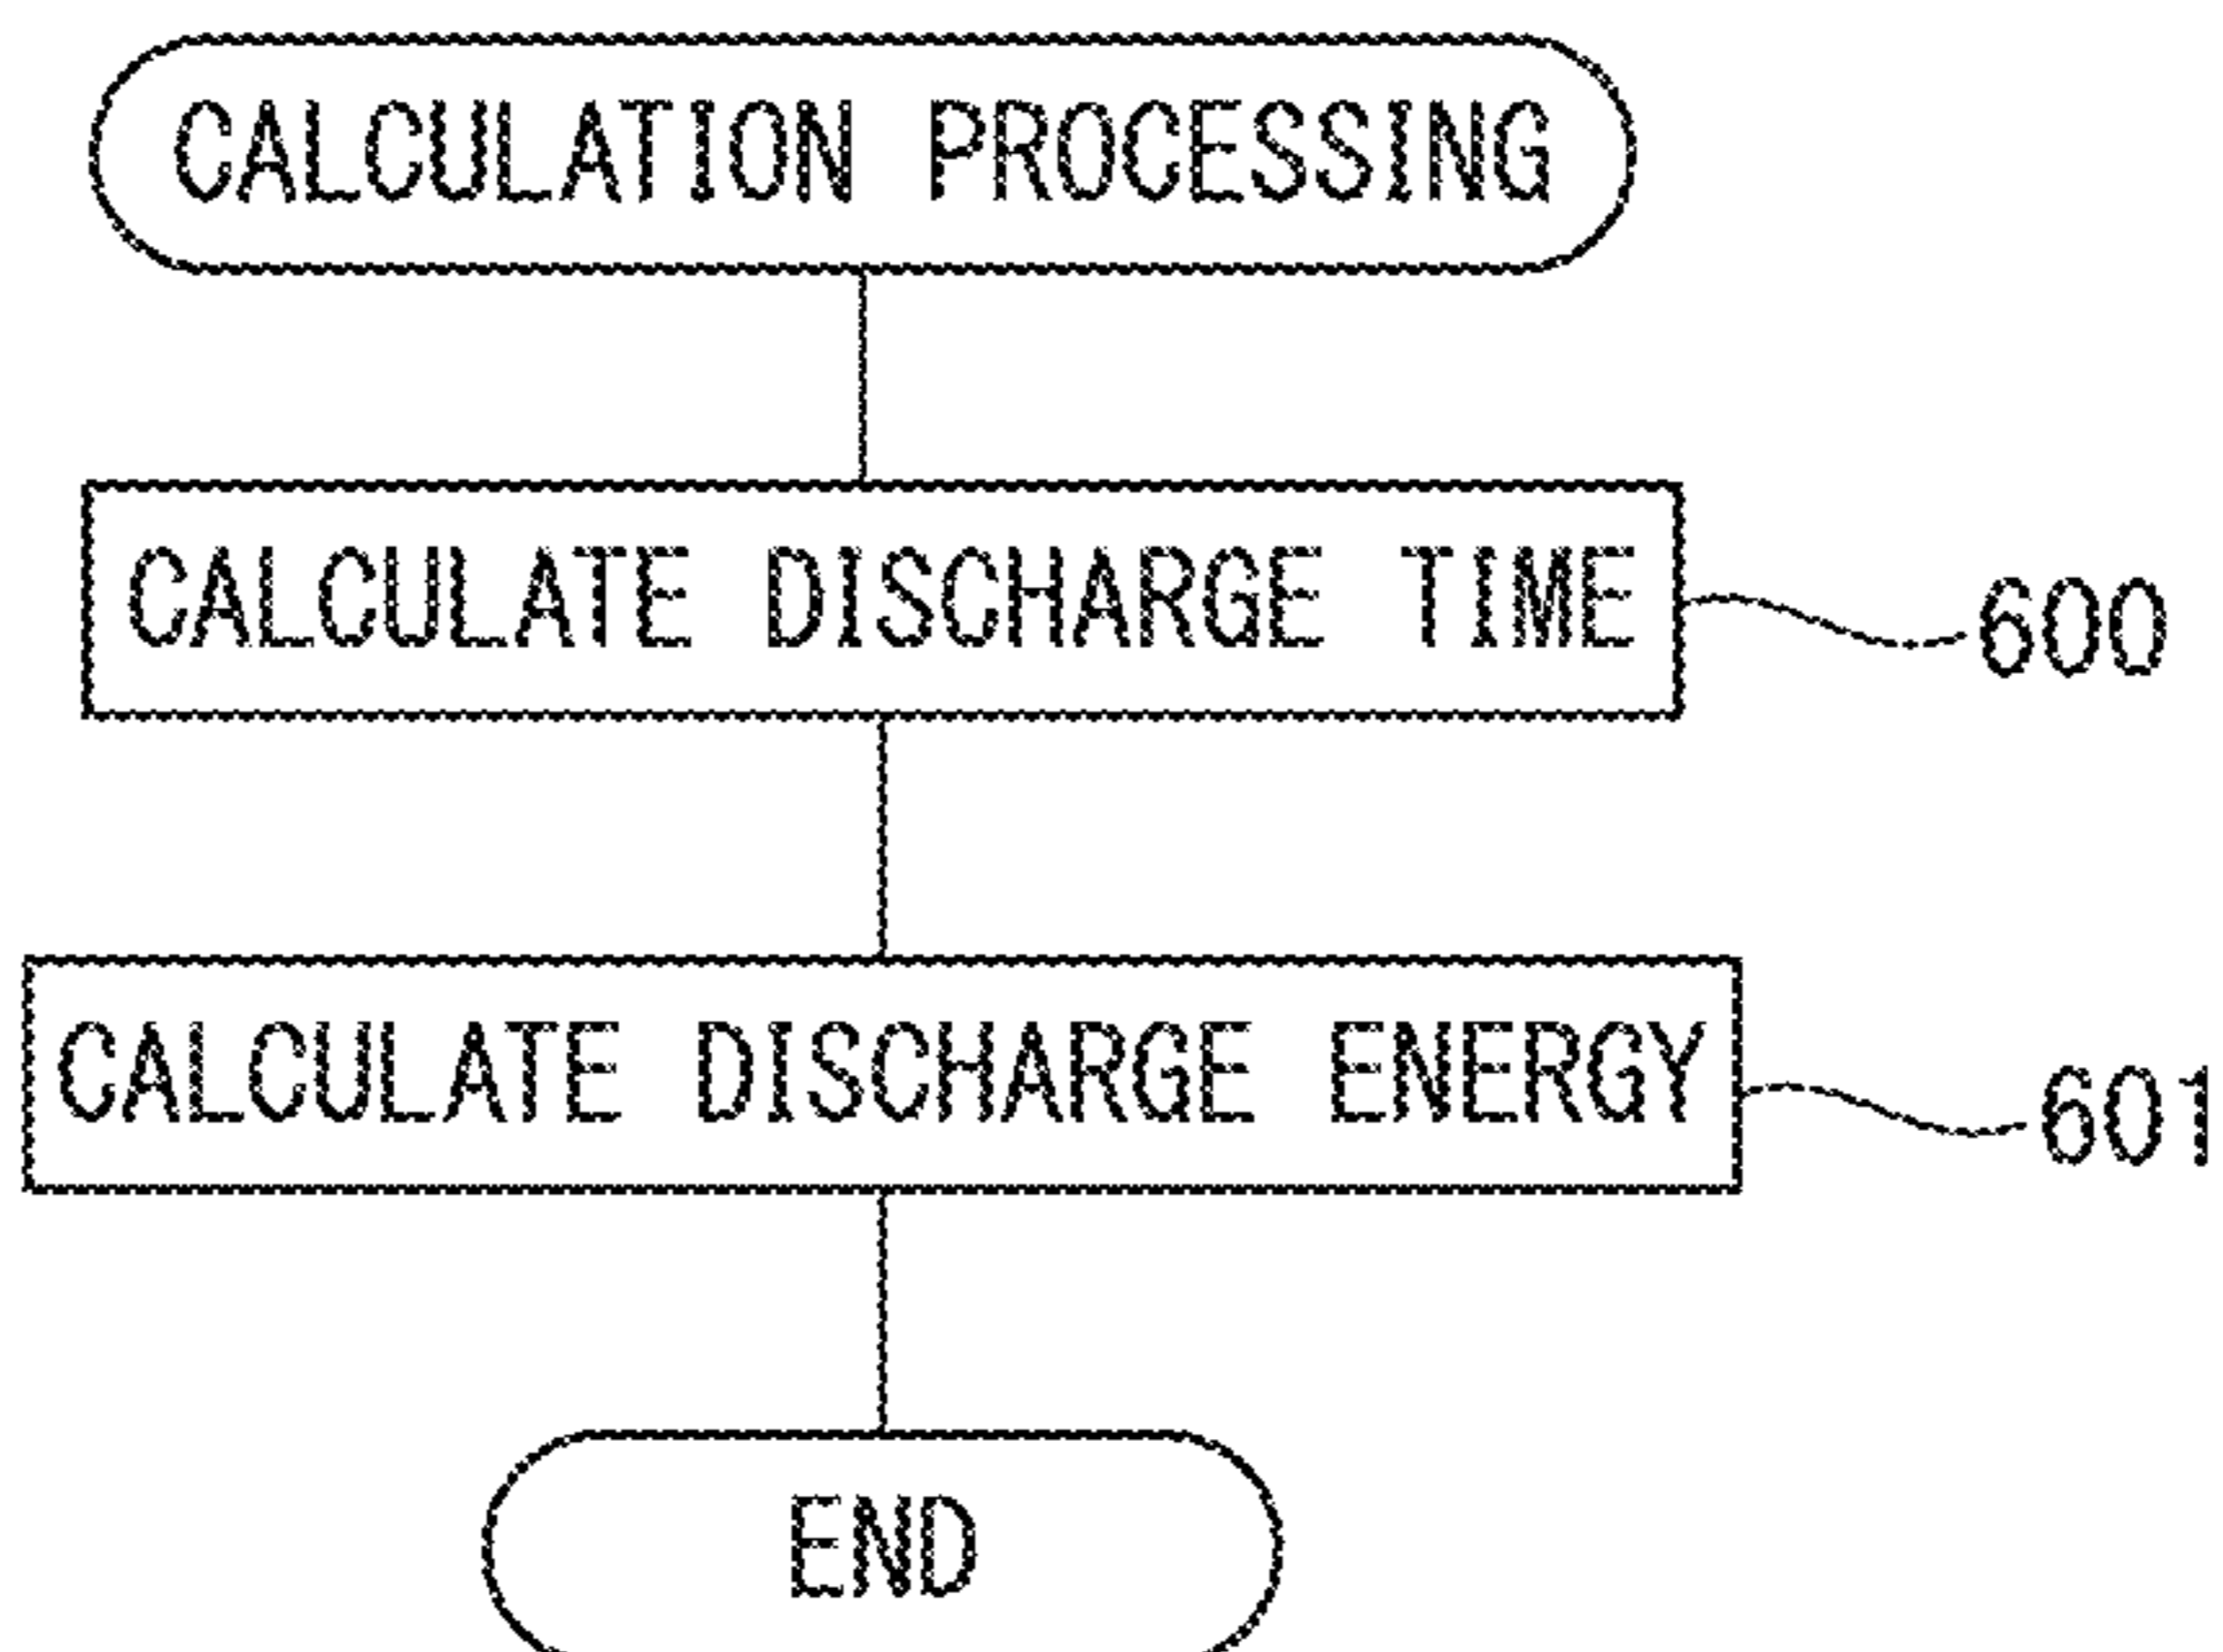 CALCULATION PROCESSING
CALCULATE DISCHARGE TIME
600
CALCULATE DISCHARGE ENERGY
601
END